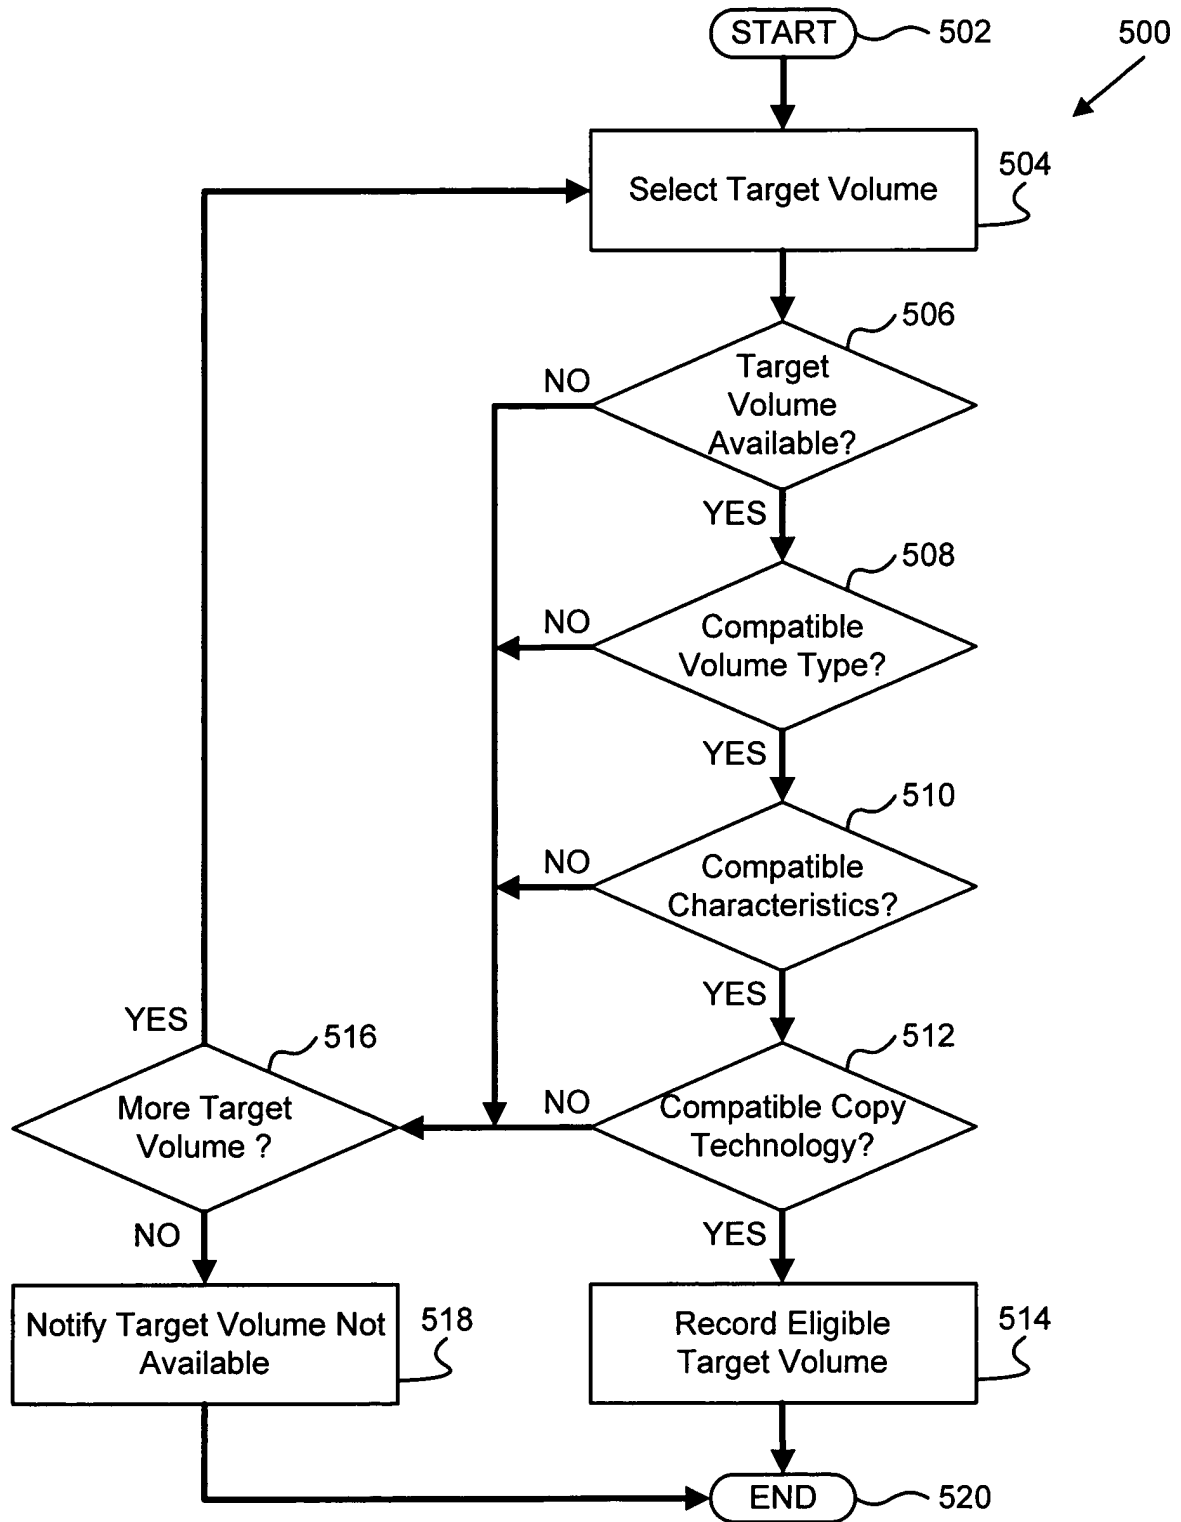 START
502
500
Select Target Volume
504
506
Target
Volume
Available?
NO
YES
508
Compatible
Volume Type?
NO
YES
510
Compatible
Characteristics?
NO
YES
512
Compatible Copy
Technology?
NO
YES
516
More Target
Volume ?
YES
NO
Notify Target Volume Not
Available
518
Record Eligible
Target Volume
514
END
520